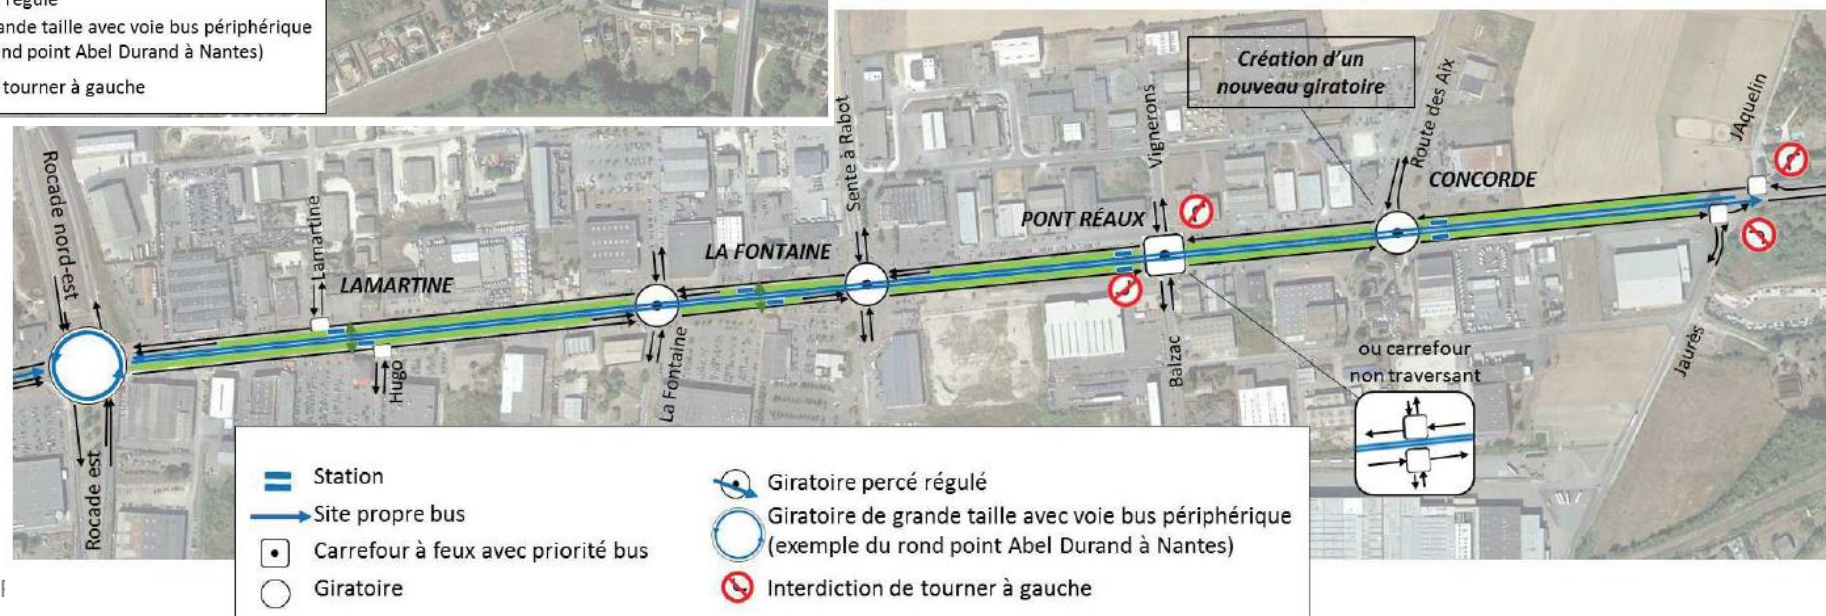 régulé
ande taille avec voie bus périphérique
nd point Abel Durand à Nantes)
tourner à gauche
Création d'un
nouveau giratoire
Rocade nord-est
Lamartine
LAMARTINE
Hugo
La Fontaine
LA FONTAINE
Sente à Rabot
PONT RÉAUX
Vignerons
Balzac
Route des Aix
CONCORDE
JAquelin
Jaurès
ou carrefour
non traversant
Rocade est
Station
Site propre bus
Carrefour à feux avec priorité bus
Giratoire
Giratoire percé régulé
Giratoire de grande taille avec voie bus périphérique
(exemple du rond point Abel Durand à Nantes)
Interdiction de tourner à gauche